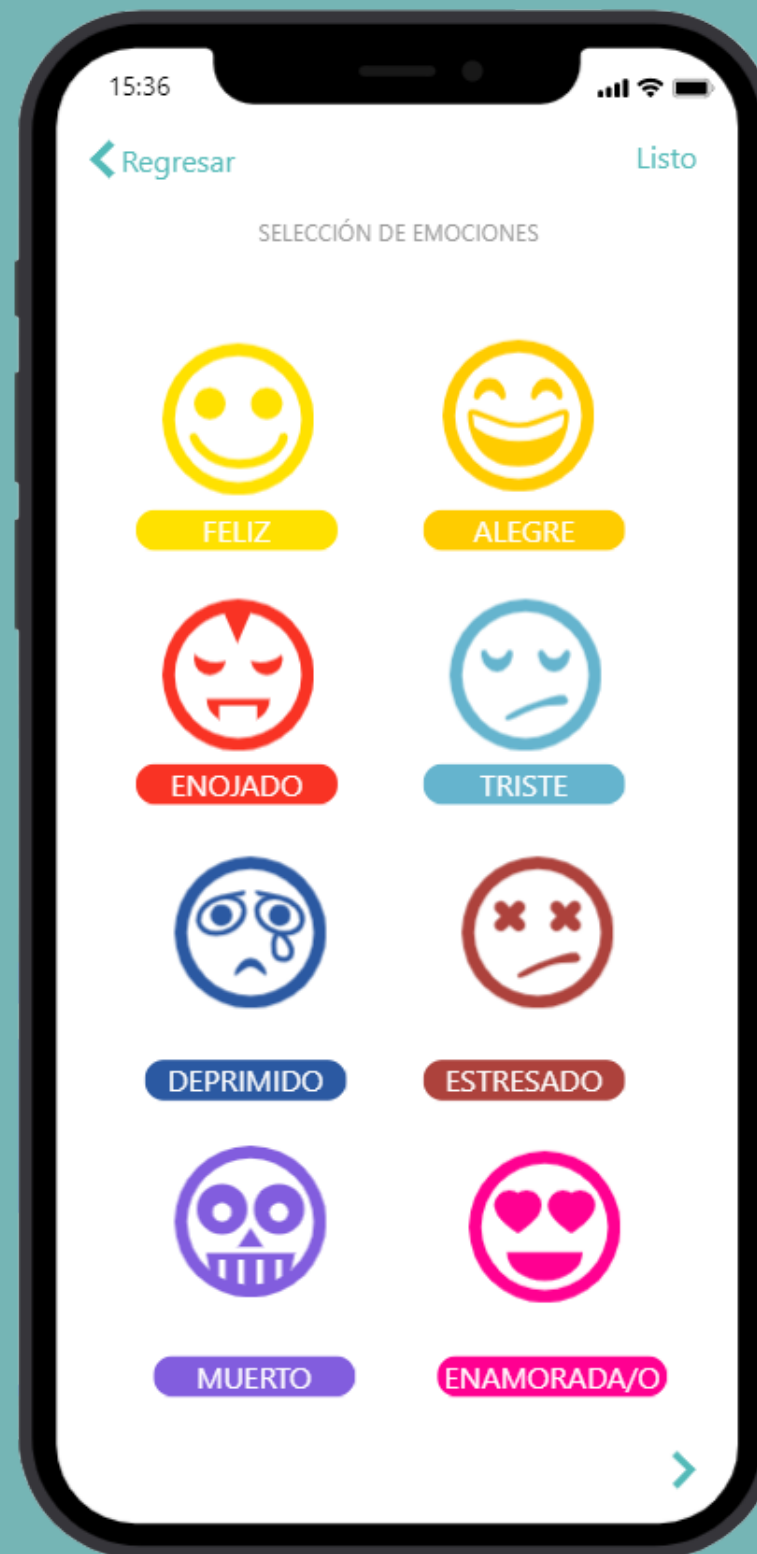 15:36
Regresar
Listo
SELECCIÓN DE EMOCIONES
FELIZ
ALEGRE
ENOJADO
TRISTE
DEPRIMIDO
ESTRESADO
MUERTO
ENAMORADA/O